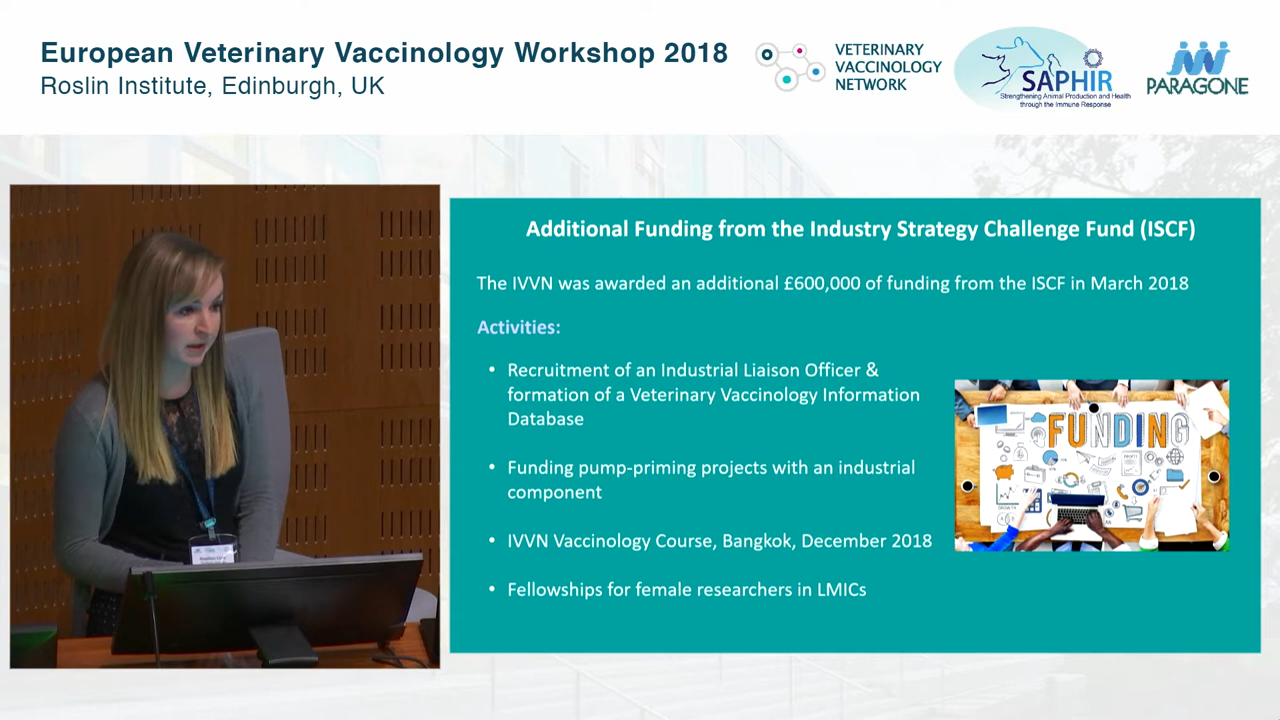 European Veterinary Vaccinology Workshop 2018
Roslin Institute, Edinburgh, UK
VETERINARY
VACCINOLOGY
NETWORK
SAPHIR
Strengthening Animal Production and Health
through the Immune Response
PARAGONE
Additional Funding from the Industry Strategy Challenge Fund (ISCF)
The IVVN was awarded an additional £600,000 of funding from the ISCF in March 2018
Activities:
• Recruitment of an Industrial Liaison Officer &
formation of a Veterinary Vaccinology Information
Database
• Funding pump-priming projects with an industrial
component
• IVVN Vaccinology Course, Bangkok, December 2018
• Fellowships for female researchers in LMICs
FUNDING
GROWTH